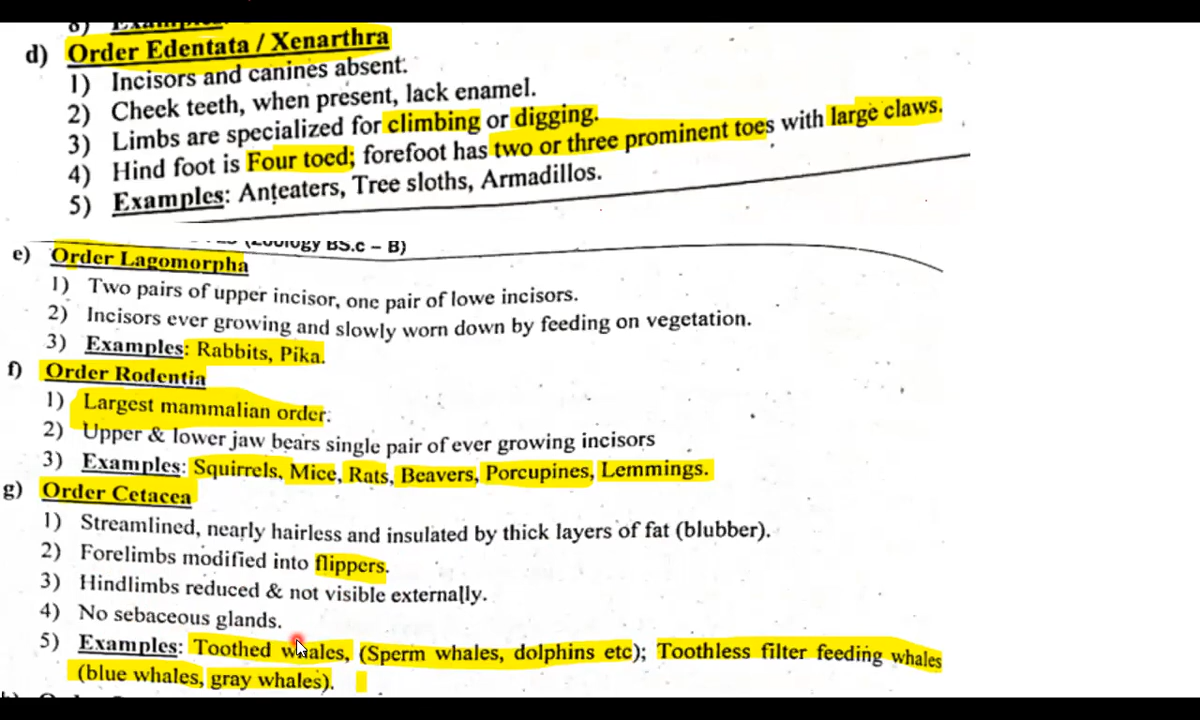 d) Order Edentata / Xenarthra
1) Incisors and canines absent.
2) Cheek teeth, when present, lack enamel.
3) Limbs are specialized for climbing or digging.
4) Hind foot is Four toed; forefoot has two or three prominent toes with large claws.
5) Examples: Anteaters, Tree sloths, Armadillos.
(Zoology BS.c – B)
e) Order Lagomorpha
1) Two pairs of upper incisor, one pair of lowe incisors.
2) Incisors ever growing and slowly worn down by feeding on vegetation.
3) Examples: Rabbits, Pika.
f) Order Rodentia
1) Largest mammalian order.
2) Upper & lower jaw bears single pair of ever growing incisors
3) Examples: Squirrels, Mice, Rats, Beavers, Porcupines, Lemmings.
g) Order Cetacea
1) Streamlined, nearly hairless and insulated by thick layers of fat (blubber).
2) Forelimbs modified into flippers.
3) Hindlimbs reduced & not visible externally.
4) No sebaceous glands.
5) Examples: Toothed whales, (Sperm whales, dolphins etc); Toothless filter feeding whales
(blue whales, gray whales).